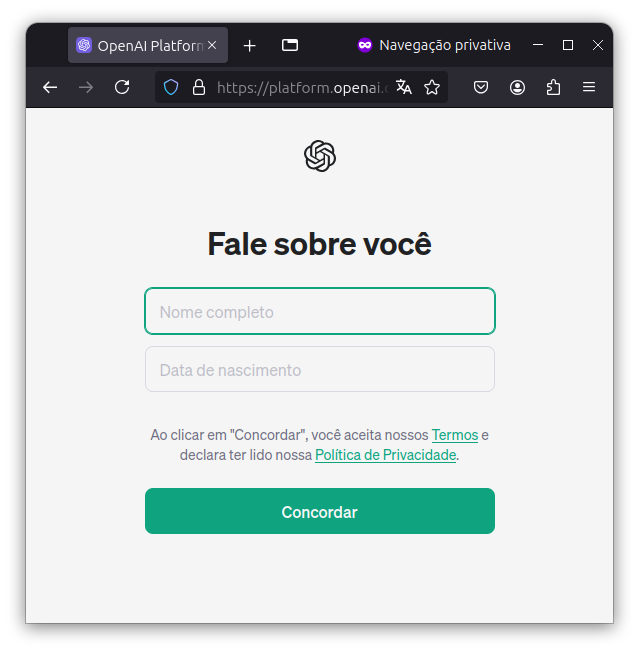 OpenAI Platform
Navegação privativa
https://platform.openai.
Fale sobre você
Nome completo
Data de nascimento
Ao clicar em "Concordar", você aceita nossos Termos e
declara ter lido nossa Política de Privacidade.
Concordar